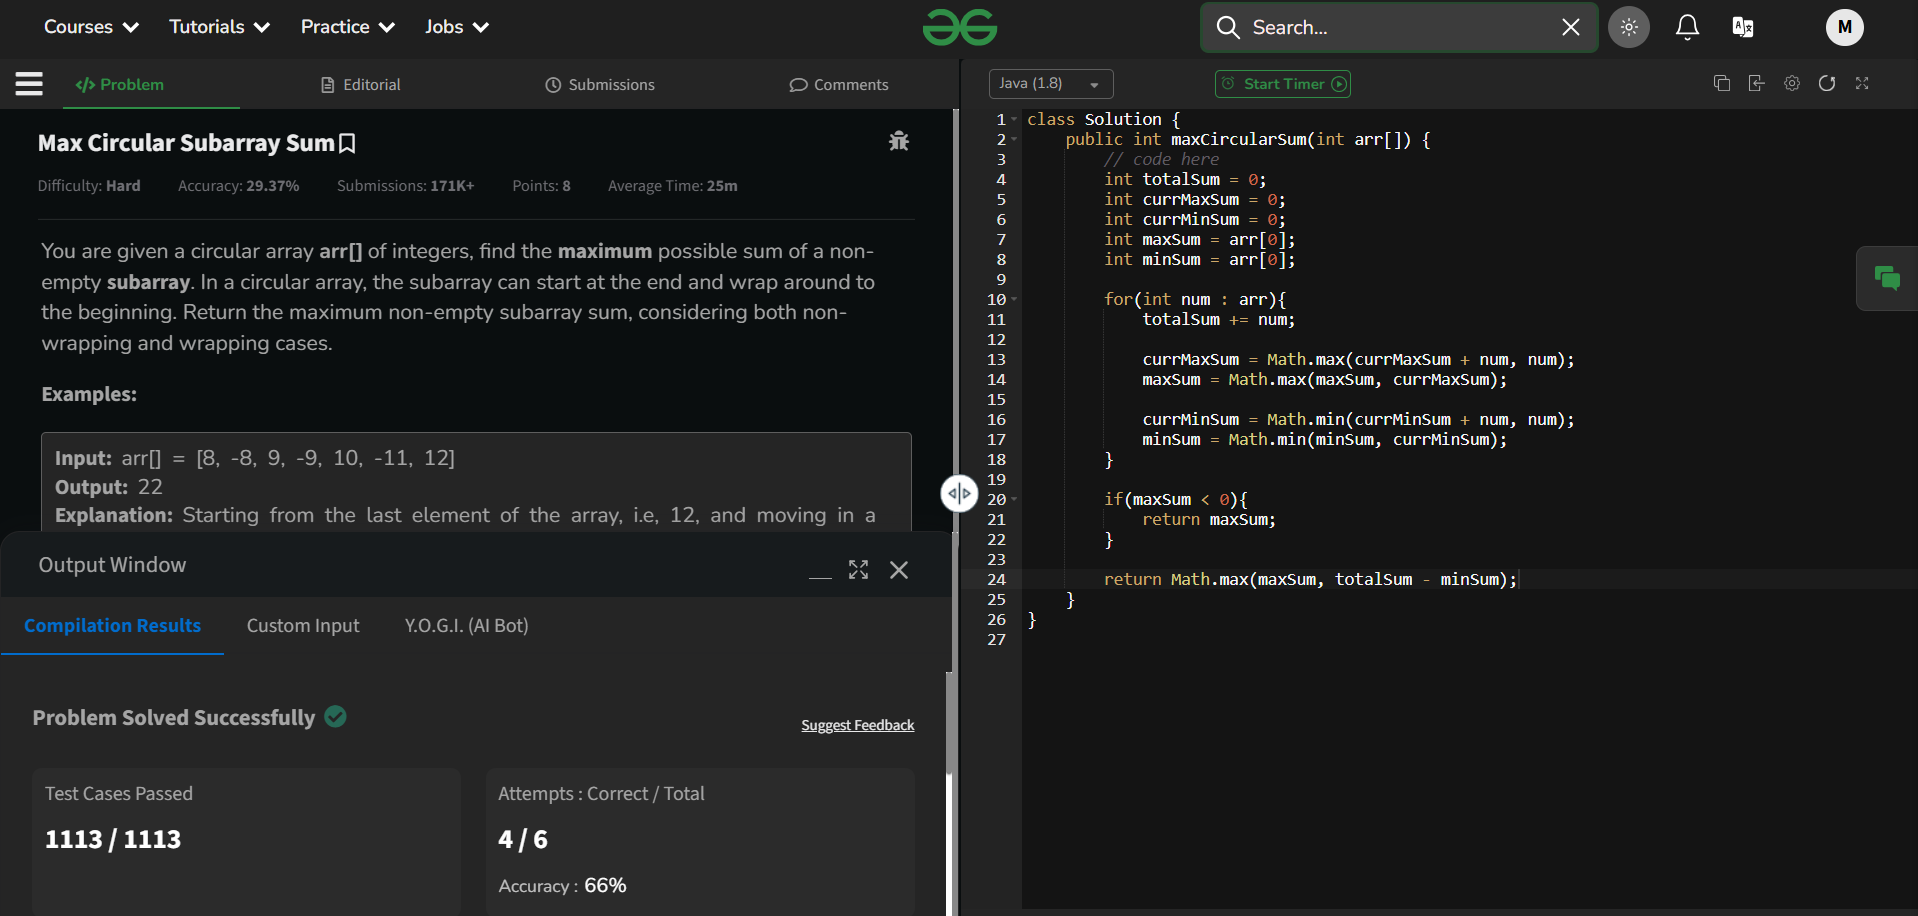 Courses Tutorials Practice Jobs Search... M
Problem Editorial Submissions Comments
Max Circular Subarray Sum
Difficulty: Hard Accuracy: 29.37% Submissions: 171K+ Points: 8 Average Time: 25m
You are given a circular array arr[] of integers, find the maximum possible sum of a non-
empty subarray. In a circular array, the subarray can start at the end and wrap around to
the beginning. Return the maximum non-empty subarray sum, considering both non-
wrapping and wrapping cases.
Examples:
Input: arr[] = [8, -8, 9, -9, 10, -11, 12]
Output: 22
Explanation: Starting from the last element of the array, i.e, 12, and moving in a
Output Window
Compilation Results Custom Input Y.O.G.I. (AI Bot)
Problem Solved Successfully
Suggest Feedback
Test Cases Passed
1113 / 1113
Attempts : Correct / Total
4 / 6
Accuracy : 66%
Java (1.8) Start Timer
1 class Solution {
2 public int maxCircularSum(int arr[]) {
3 // code here
4 int totalSum = 0;
5 int currMaxSum = 0;
6 int currMinSum = 0;
7 int maxSum = arr[0];
8 int minSum = arr[0];
9
10 for(int num : arr){
11 totalSum += num;
12
13 currMaxSum = Math.max(currMaxSum + num, num);
14 maxSum = Math.max(maxSum, currMaxSum);
15
16 currMinSum = Math.min(currMinSum + num, num);
17 minSum = Math.min(minSum, currMinSum);
18 }
19
20 if(maxSum < 0){
21 return maxSum;
22 }
23
24 return Math.max(maxSum, totalSum - minSum);
25 }
26 }
27